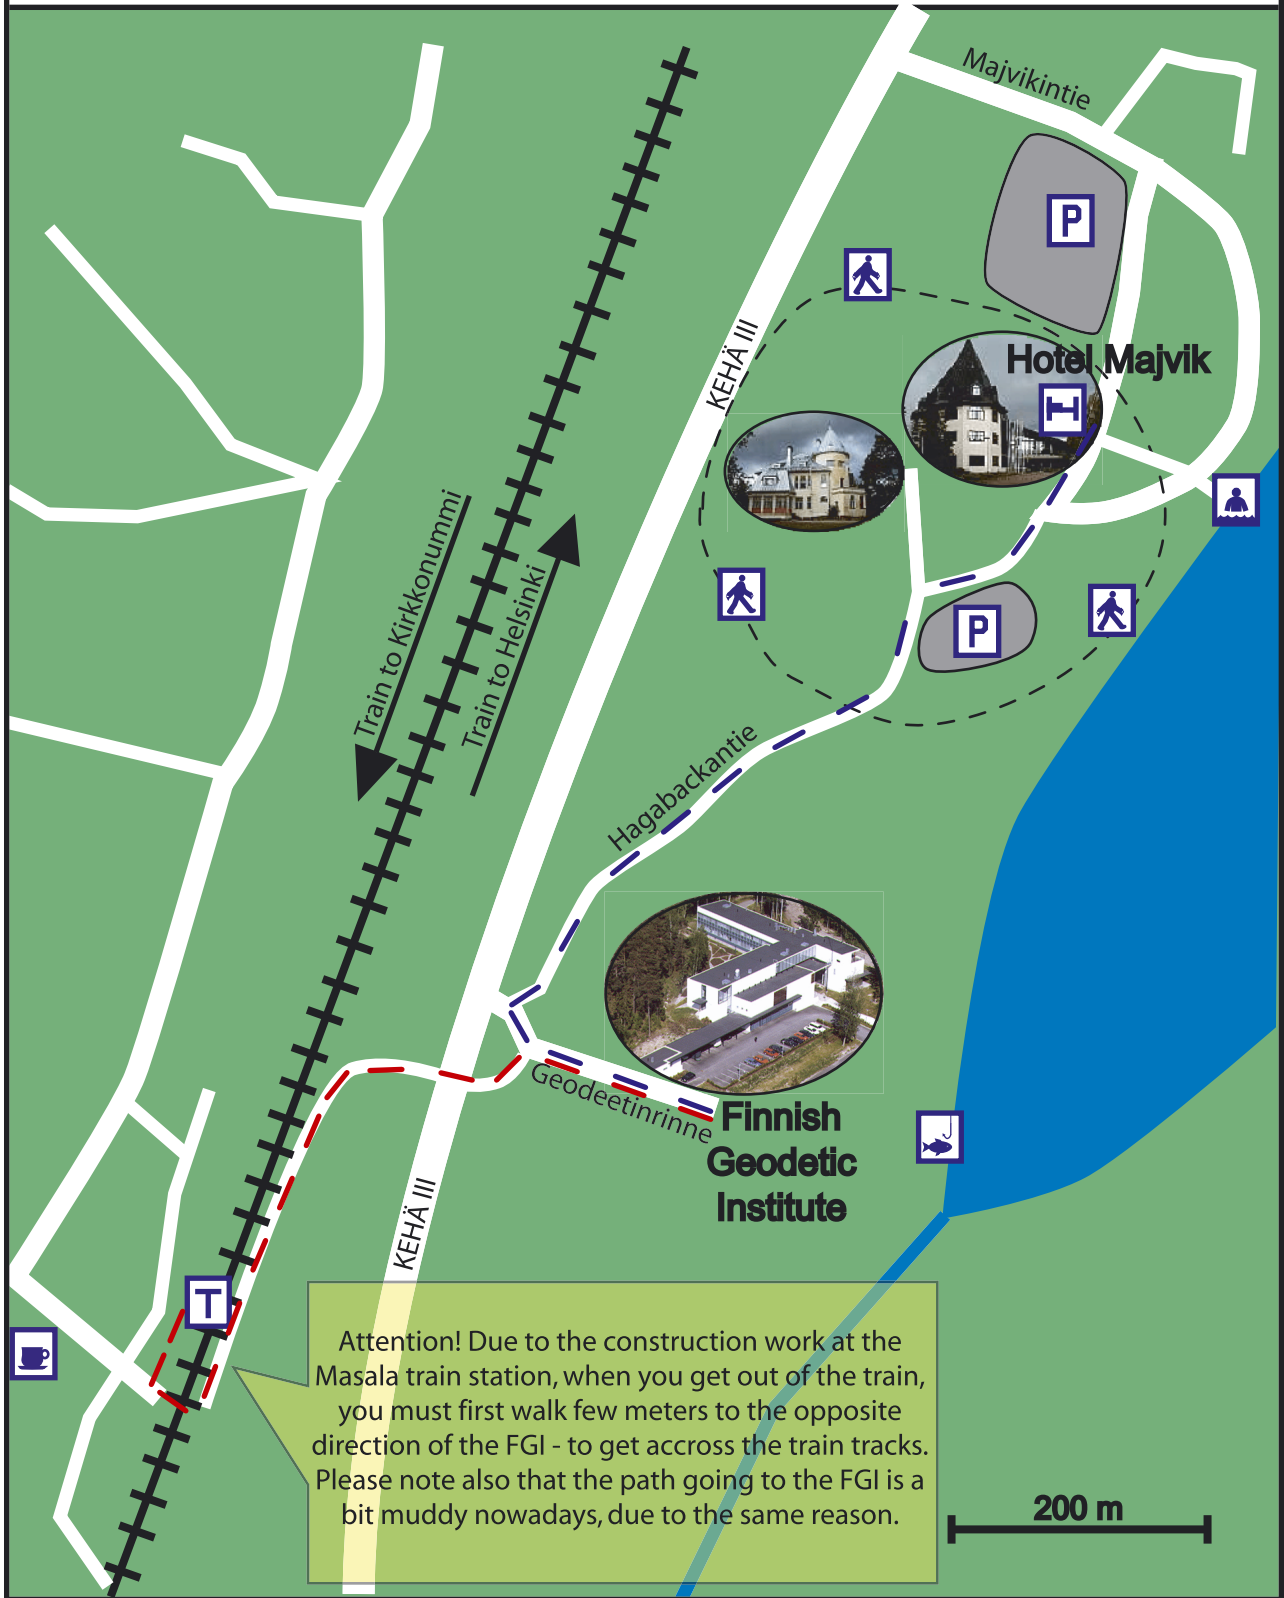 Majvikintie
P
KEHÄ III
Hotel Majvik
Train to Kirkkonummi
Train to Helsinki
P
Hagabackantie
Geodeetinrinne
Finnish
Geodetic
Institute
KEHÄ III
T
Attention! Due to the construction work at the
Masala train station, when you get out of the train,
you must first walk few meters to the opposite
direction of the FGI - to get accross the train tracks.
Please note also that the path going to the FGI is a
bit muddy nowadays, due to the same reason.
200 m